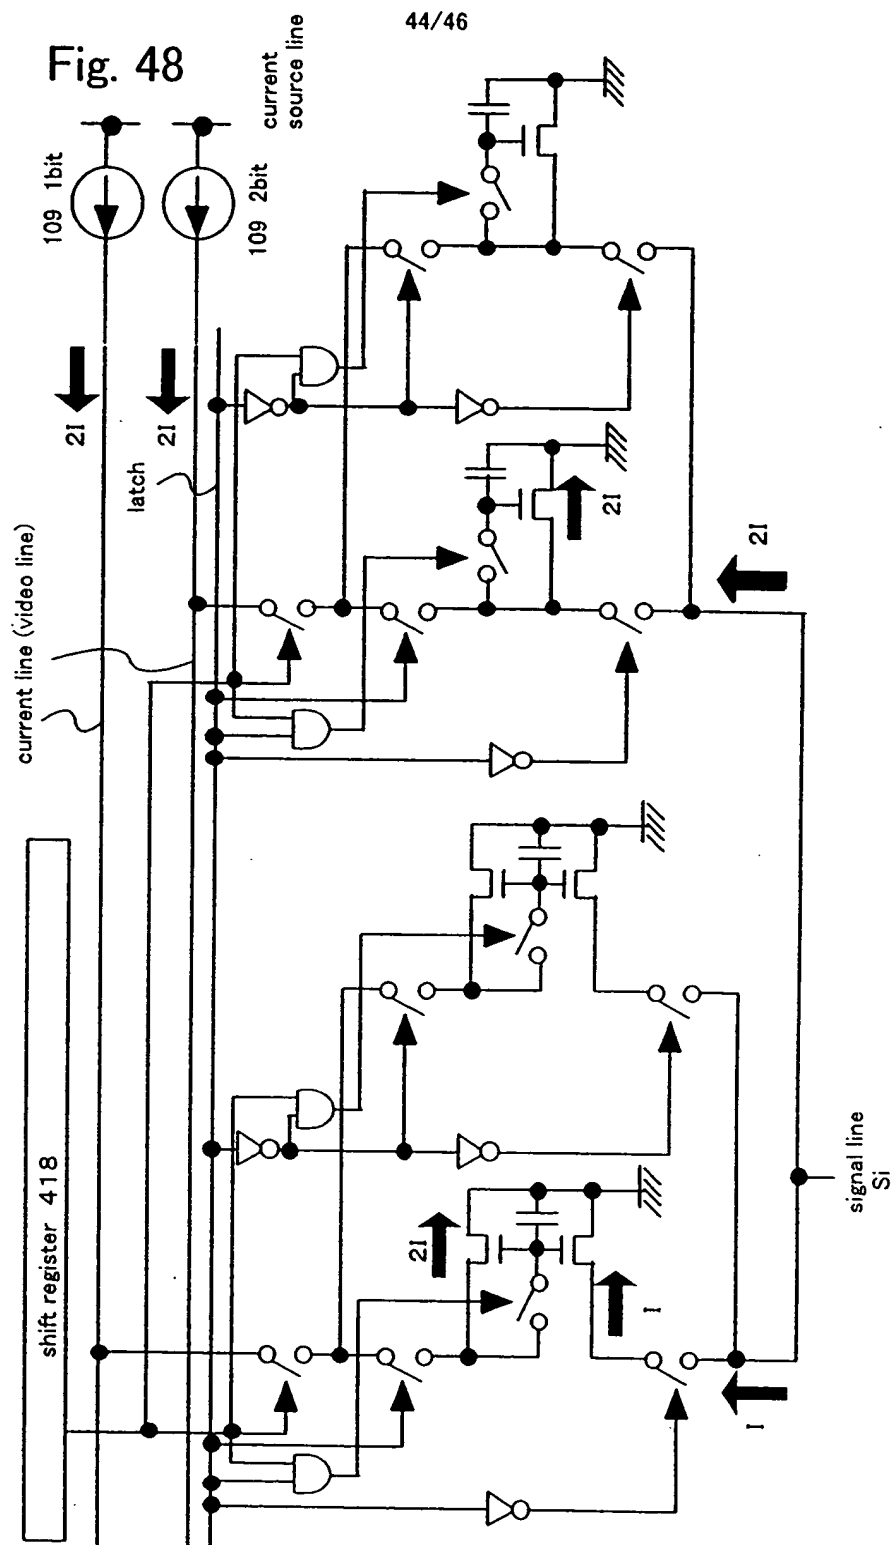 44/46
Fig. 48
current
source line
109 1bit
109 2bit
2I
2I
latch
current line (video line)
2I
2I
shift register 418
2I
I
I
signal line
Si